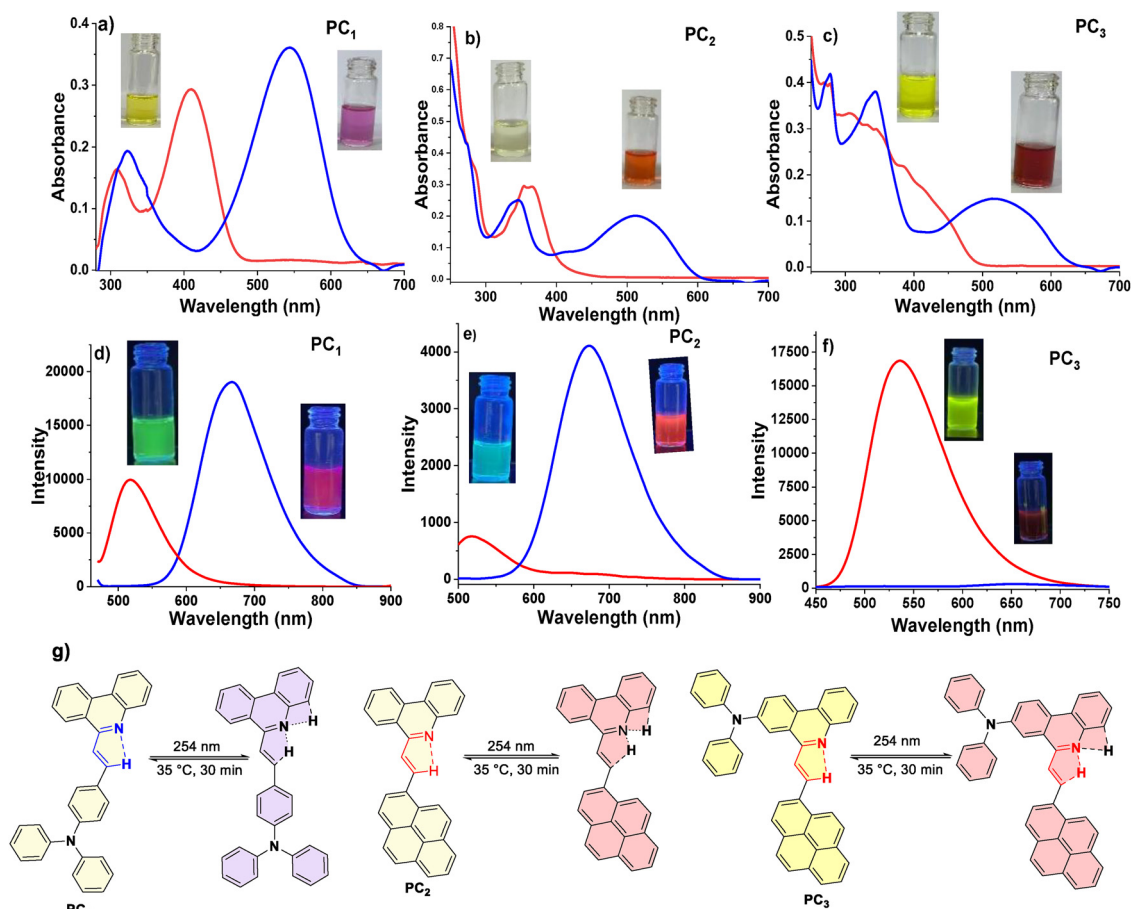 a)
PC₁
Absorbance
0.4
0.3
0.2
0.1
0.0
300
400
500
600
700
Wavelength (nm)
b)
PC₂
Absorbance
0.8
0.7
0.6
0.5
0.4
0.3
0.2
0.1
0.0
300
400
500
600
700
Wavelength (nm)
c)
PC₃
Absorbance
0.5
0.4
0.3
0.2
0.1
0.0
300
400
500
600
700
Wavelength (nm)
d)
PC₁
Intensity
20000
15000
10000
5000
0
500
600
700
800
900
Wavelength (nm)
e)
PC₂
Intensity
4000
3000
2000
1000
0
500
600
700
800
900
Wavelength (nm)
f)
PC₃
Intensity
17500
15000
12500
10000
7500
5000
2500
0
450
500
550
600
650
700
750
Wavelength (nm)
g)
N
H
N
254 nm
35 °C, 30 min
N
H
H
N
N
H
PC₂
254 nm
35 °C, 30 min
N
H
H
N
N
H
PC₃
254 nm
35 °C, 30 min
N
N
H
H